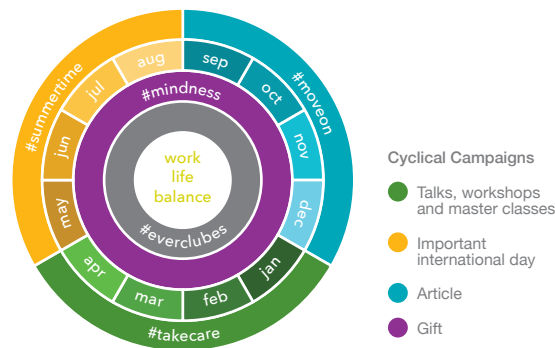 #summertime
#moveon
#takecare
sep
oct
nov
dec
jan
feb
mar
apr
may
jun
jul
aug
#mindness
#everclubes
work
life
balance
Cyclical Campaigns
Talks, workshops
and master classes
Important
international day
Article
Gift